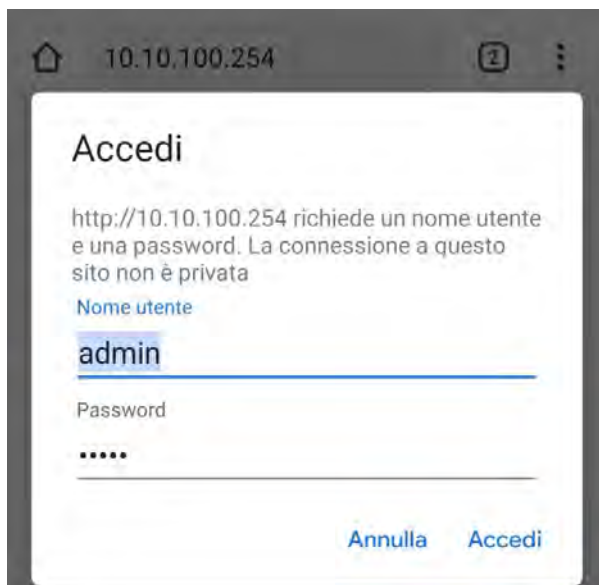 10.10.100.254
2
Accedi
http://10.10.100.254 richiede un nome utente
e una password. La connessione a questo
sito non è privata
Nome utente
admin
Password
•••••
Annulla Accedi